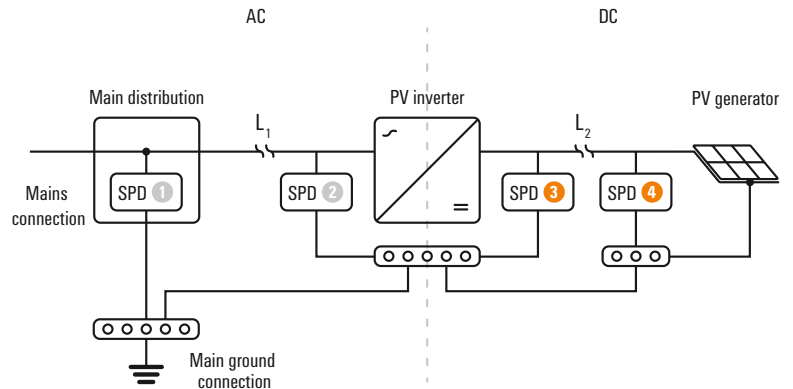 AC
DC
Main distribution
PV inverter
PV generator
L1
L2
Mains
connection
SPD 1
SPD 2
SPD 3
SPD 4
Main ground
connection